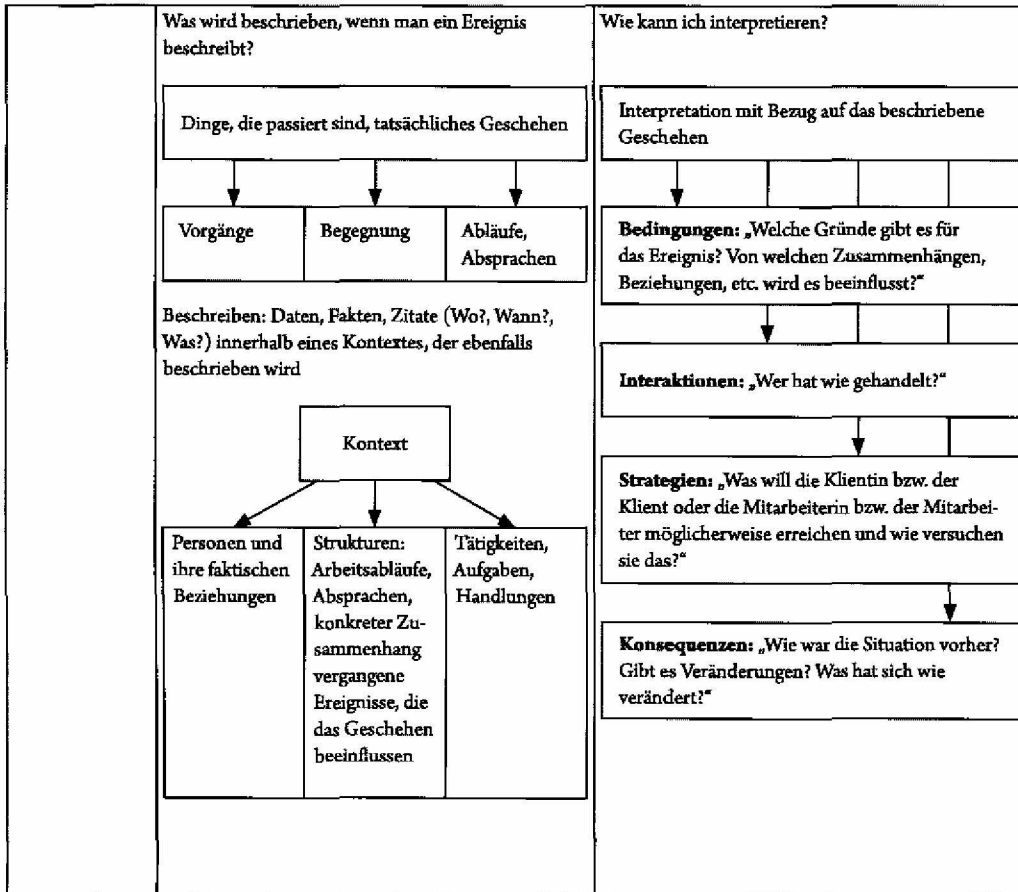 Was wird beschrieben, wenn man ein Ereignis
beschreibt?
Dinge, die passiert sind, tatsächliches Geschehen
Vorgänge
Begegnung
Abläufe,
Absprachen
Beschreiben: Daten, Fakten, Zitate (Wo?, Wann?,
Was?) innerhalb eines Kontextes, der ebenfalls
beschrieben wird
Kontext
Personen und
ihre faktischen
Beziehungen
Strukturen:
Arbeitsabläufe,
Absprachen,
konkreter Zu-
sammenhang
vergangene
Ereignisse, die
das Geschehen
beeinflussen
Tätigkeiten,
Aufgaben,
Handlungen
Wie kann ich interpretieren?
Interpretation mit Bezug auf das beschriebene
Geschehen
Bedingungen: „Welche Gründe gibt es für
das Ereignis? Von welchen Zusammenhängen,
Beziehungen, etc. wird es beeinflusst?“
Interaktionen: „Wer hat wie gehandelt?“
Strategien: „Was will die Klientin bzw. der
Klient oder die Mitarbeiterin bzw. der Mitarbei-
ter möglicherweise erreichen und wie versuchen
sie das?“
Konsequenzen: „Wie war die Situation vorher?
Gibt es Veränderungen? Was hat sich wie
verändert?“